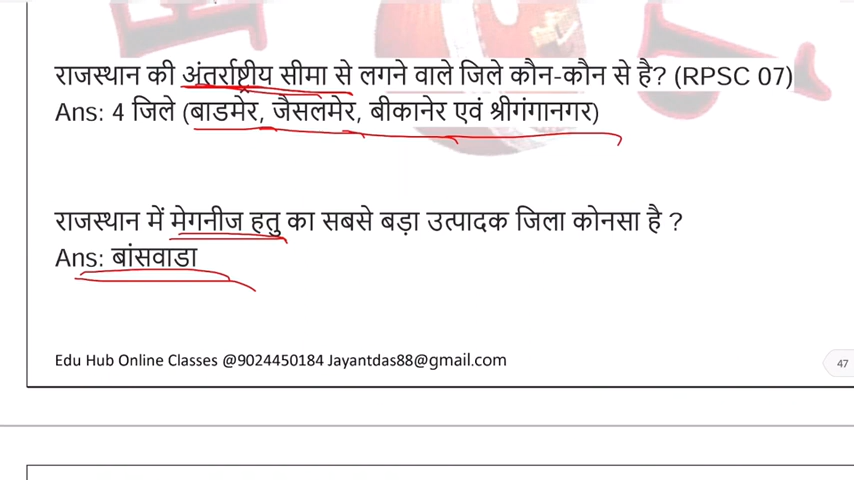 राजस्थान की अंतर्राष्ट्रीय सीमा से लगने वाले जिले कौन-कौन से है? (RPSC 07)
Ans: 4 जिले (बाडमेर, जैसलमेर, बीकानेर एवं श्रीगंगानगर)
राजस्थान में मेगनीज हतु का सबसे बड़ा उत्पादक जिला कोनसा है ?
Ans: बांसवाडा
Edu Hub Online Classes @9024450184 Jayantdas88@gmail.com
47